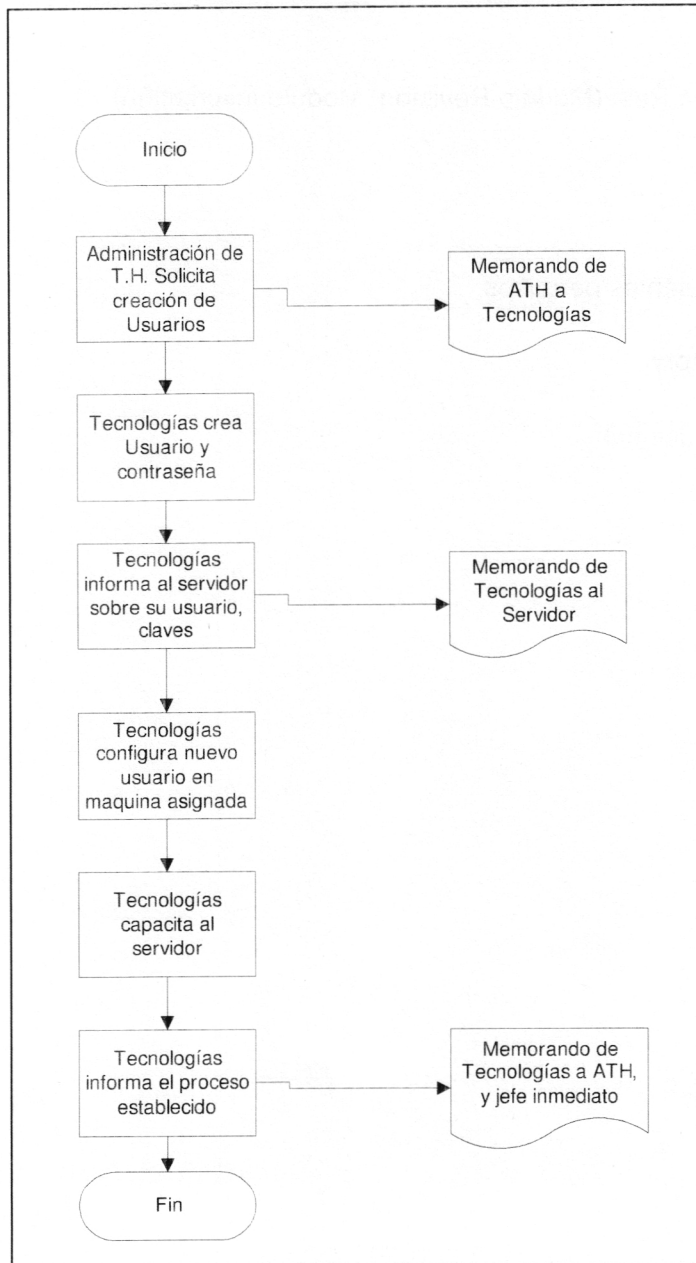 Inicio
Administración de
T.H. Solicita
creación de
Usuarios
Memorando de
ATH a
Tecnologías
Tecnologías crea
Usuario y
contraseña
Tecnologías
informa al servidor
sobre su usuario,
claves
Memorando de
Tecnologías al
Servidor
Tecnologías
configura nuevo
usuario en
maquina asignada
Tecnologías
capacita al
servidor
Tecnologías
informa el proceso
establecido
Memorando de
Tecnologías a ATH,
y jefe inmediato
Fin